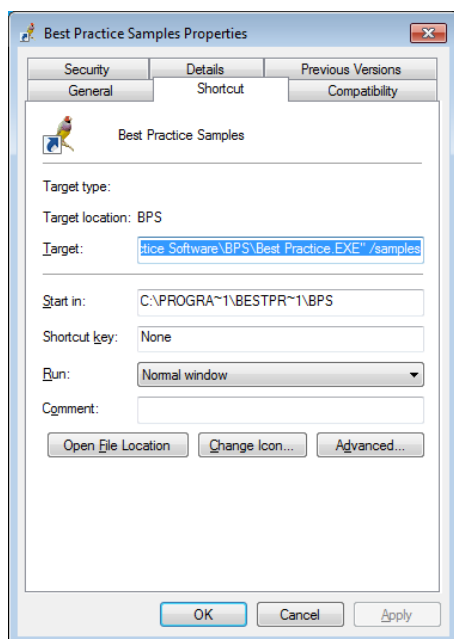 Best Practice Samples Properties
Security Details Previous Versions
General Shortcut Compatibility
Best Practice Samples
Target type:
Target location: BPS
Target: ctice Software\BPS\Best Practice.EXE" /samples
Start in: C:\PROGRA~1\BESTPR~1\BPS
Shortcut key: None
Run: Normal window
Comment:
Open File Location Change Icon... Advanced...
OK Cancel Apply